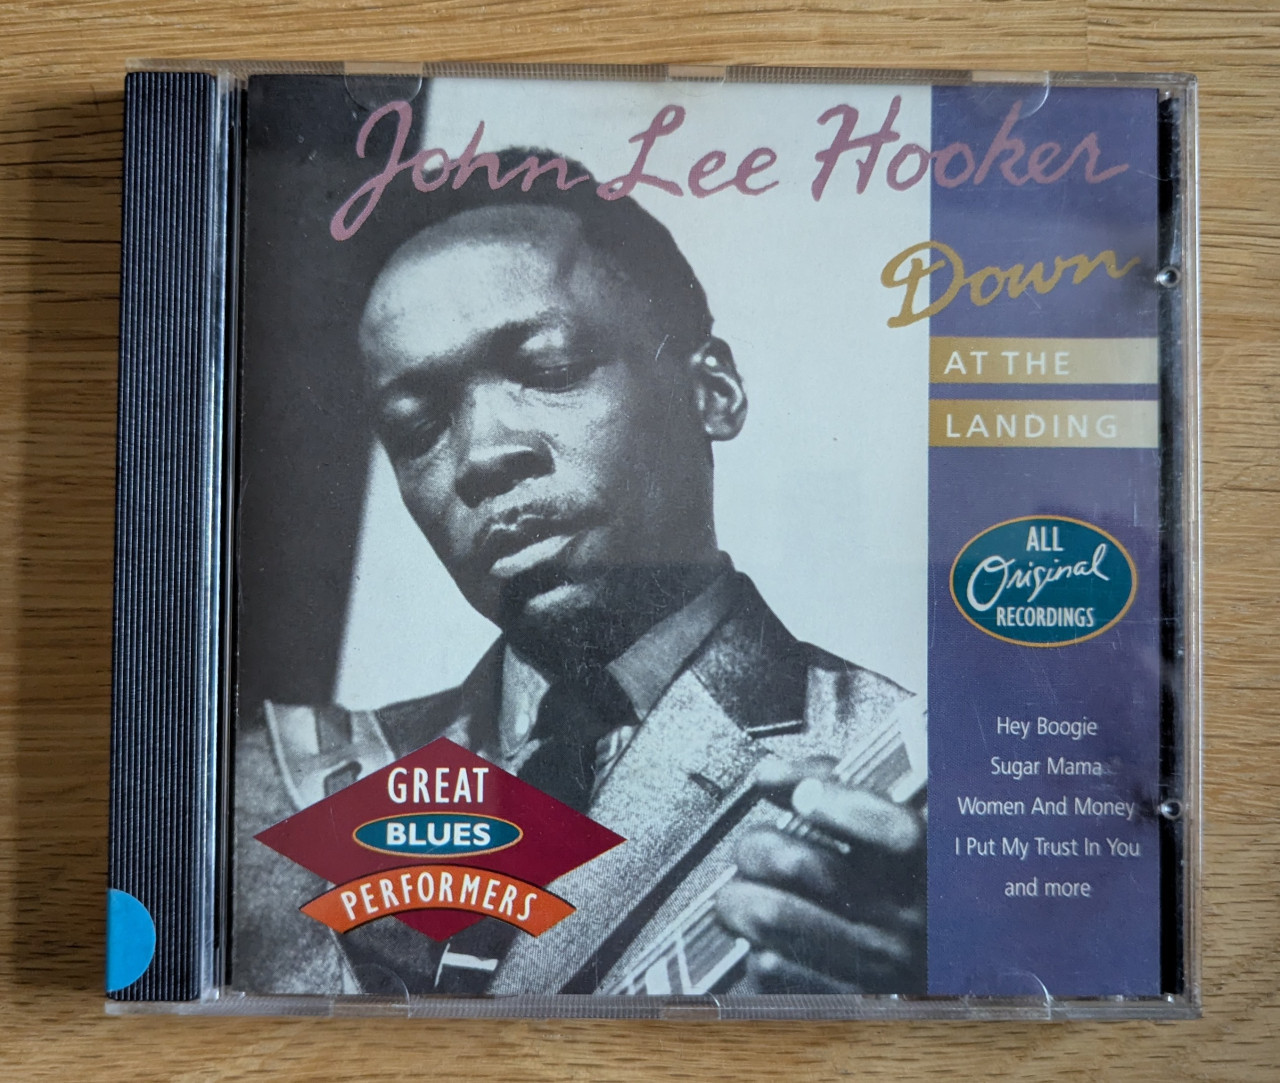 John Lee Hooker
Down
AT THE
LANDING
ALL
Original
RECORDINGS
Hey Boogie
Sugar Mama
Women And Money
I Put My Trust In You
and more
GREAT
BLUES
PERFORMERS